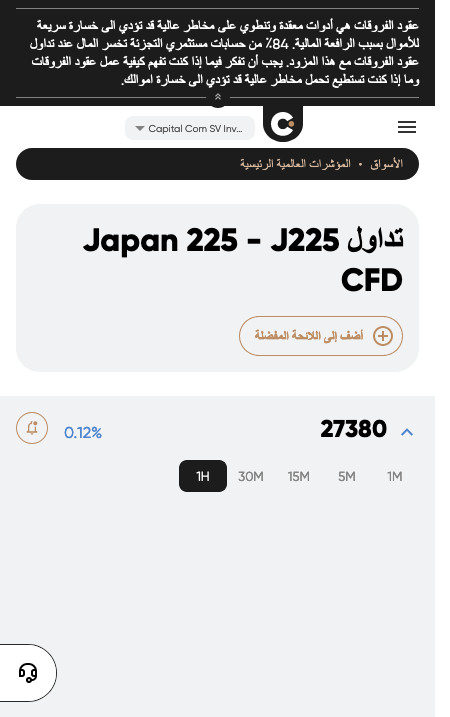 عقود الفروقات هي أدوات معقدة وتنطوي على مخاطر عالية قد تؤدي الى خسارة سريعة
للأموال بسبب الرافعة المالية. 84٪ من حسابات مستثمري التجزئة تخسر المال عند تداول
عقود الفروقات مع هذا المزود. يجب أن تفكر فيما إذا كنت تفهم كيفية عمل عقود الفروقات
وما إذا كنت تستطيع تحمل مخاطر عالية قد تؤدي الى خسارة اموالك.
Capital Com SV Inv...
الأسواق • المؤشرات العالمية الرئيسية
تداول Japan 225 - J225
CFD
أضف إلى اللائحة المفضلة
27380
0.12%
1M 5M 15M 30M 1H